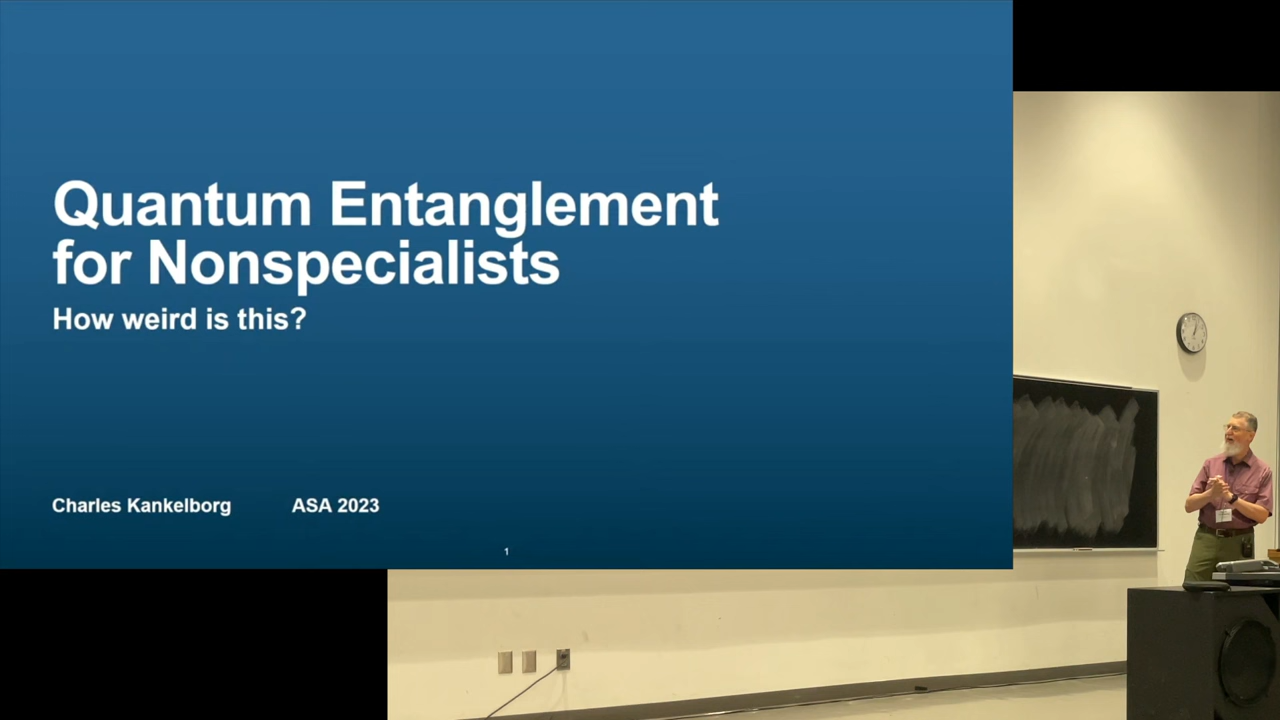 Quantum Entanglement
for Nonspecialists
How weird is this?
Charles Kankelborg ASA 2023
1